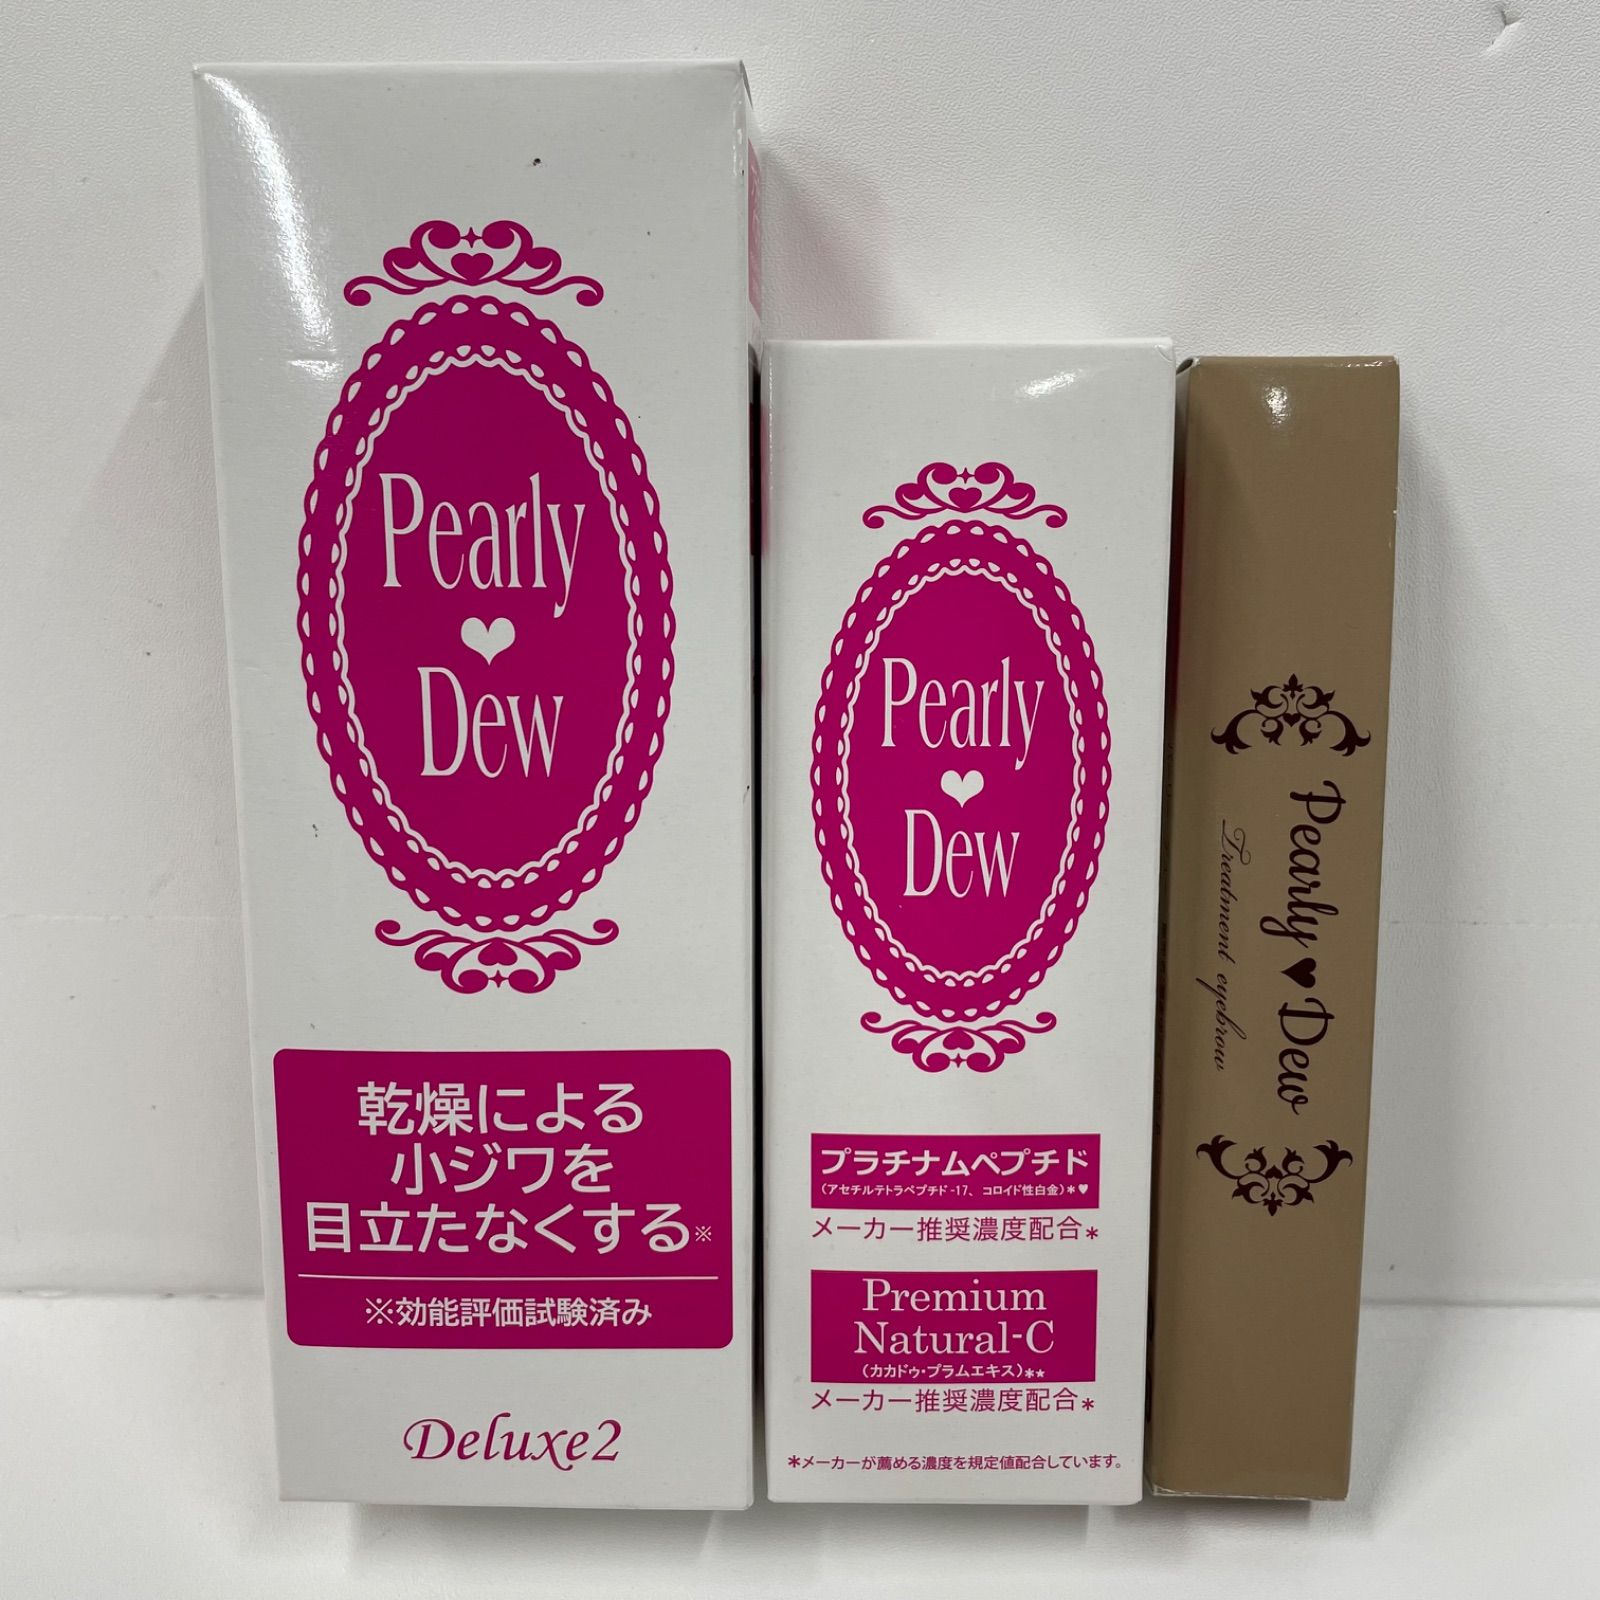 Pearly
♥
Dew
乾燥による
小ジワを
目立たなくする※
※効能評価試験済み
Deluxe2
Pearly
♥
Dew
プラチナムペプチド
(アセチルテトラペプチド-17、コロイド性白金)*♥
メーカー推奨濃度配合*
Premium
Natural-C
(カカドゥ・プラムエキス)*★
メーカー推奨濃度配合*
*メーカーが薦める濃度を規定値配合しています。
Pearly♥Dew
Treatment eyebrow